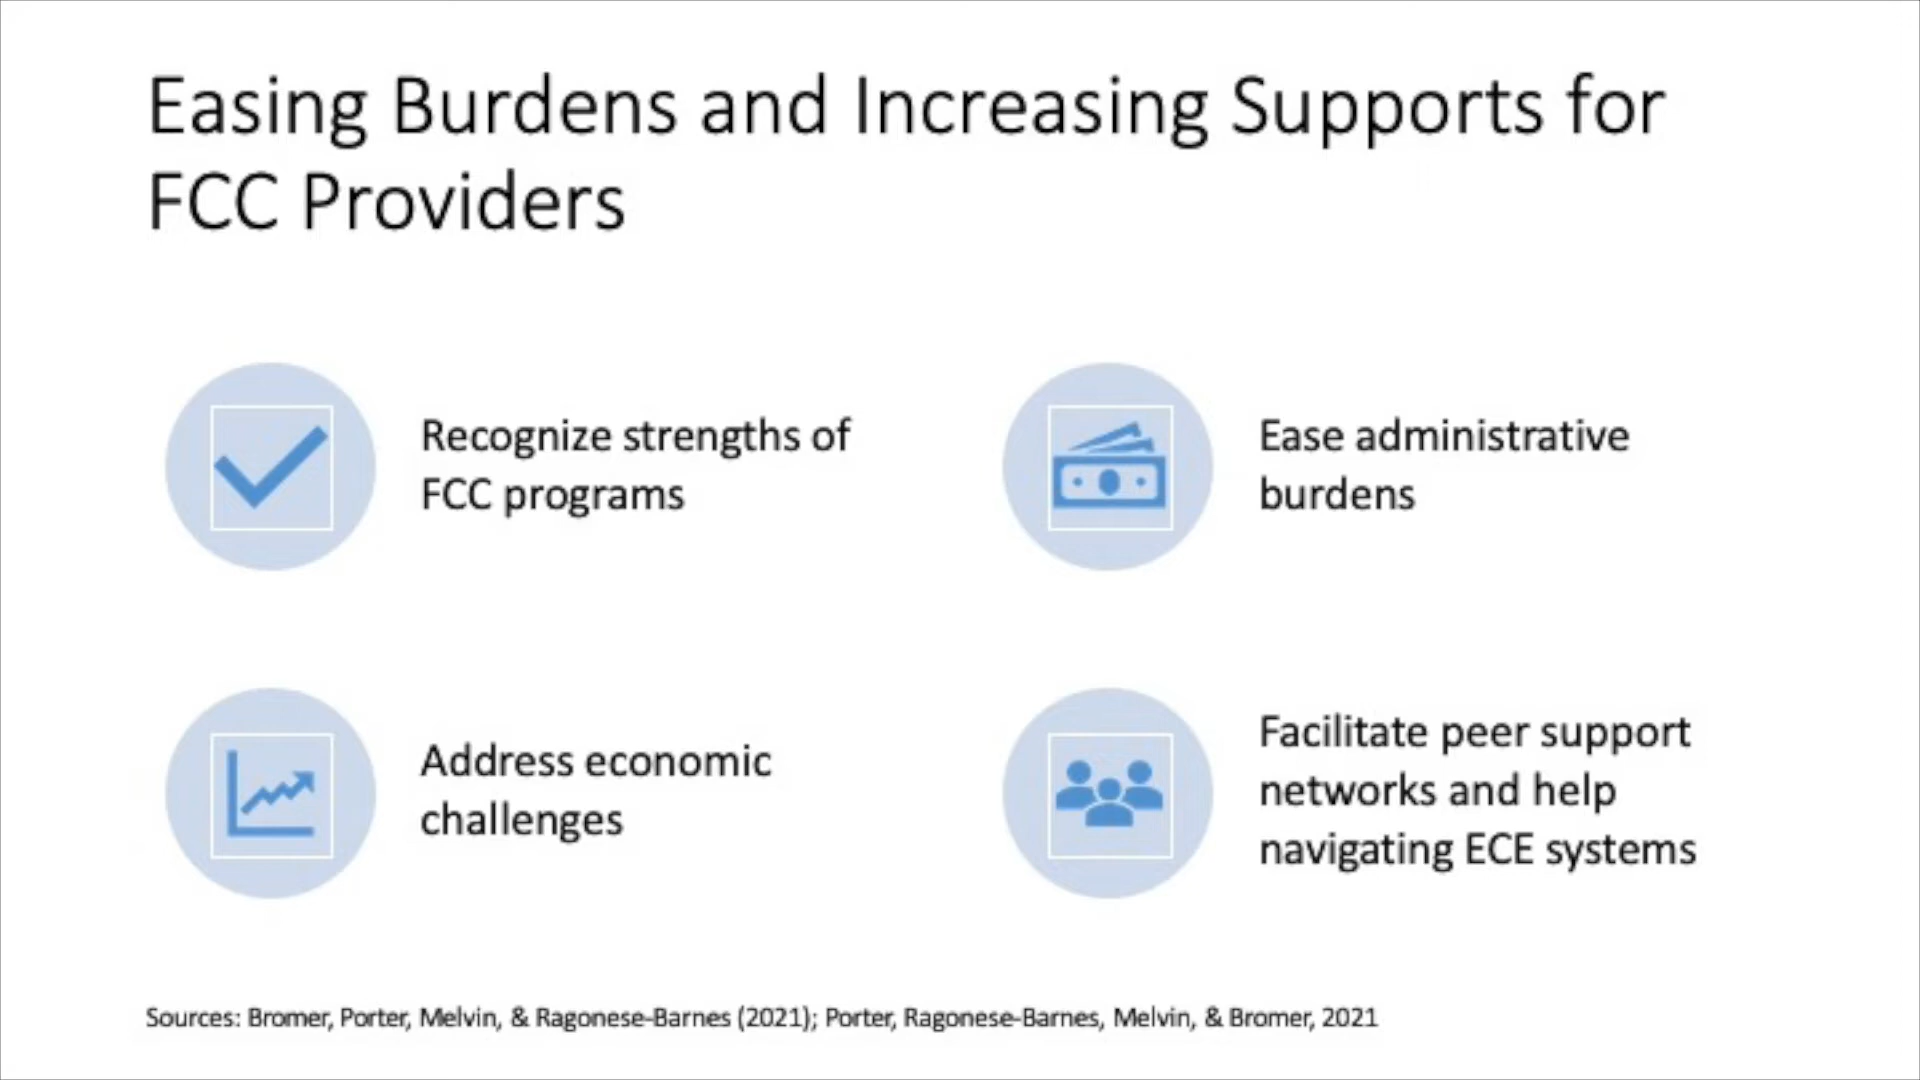 Easing Burdens and Increasing Supports for
FCC Providers
Recognize strengths of
FCC programs
Ease administrative
burdens
Address economic
challenges
Facilitate peer support
networks and help
navigating ECE systems
Sources: Bromer, Porter, Melvin, & Ragonese-Barnes (2021); Porter, Ragonese-Barnes, Melvin, & Bromer, 2021